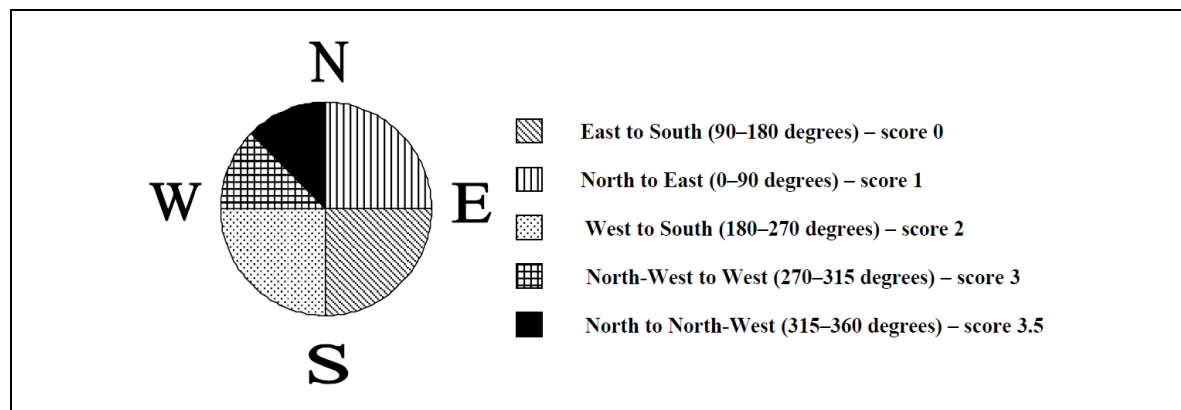 N
W
E
S
East to South (90–180 degrees) – score 0
North to East (0–90 degrees) – score 1
West to South (180–270 degrees) – score 2
North-West to West (270–315 degrees) – score 3
North to North-West (315–360 degrees) – score 3.5